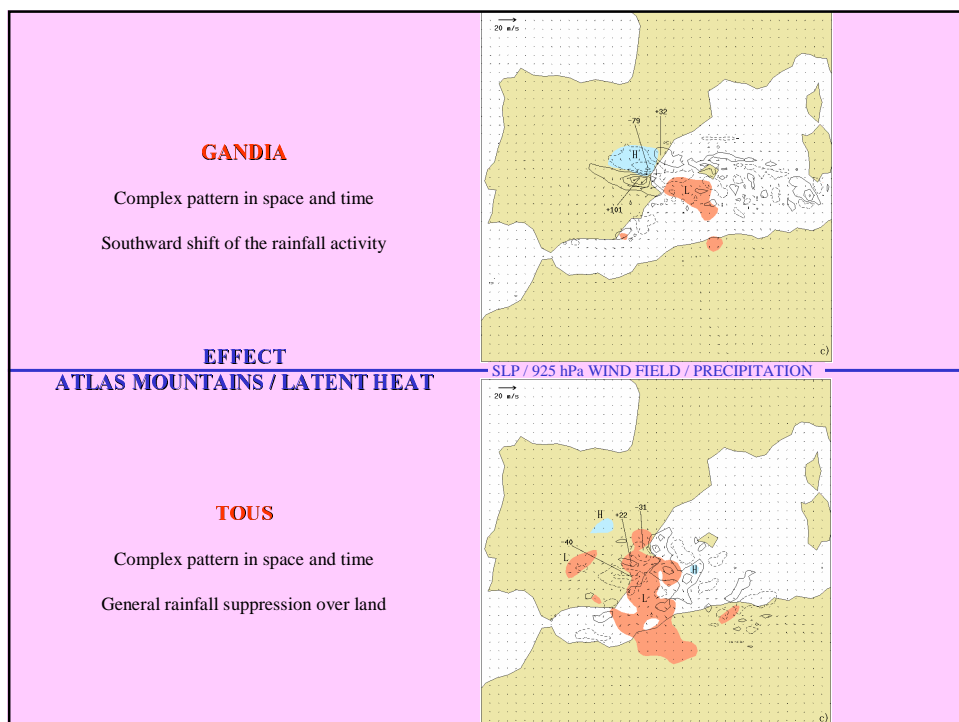 20 m/s
GANDIA
Complex pattern in space and time
Southward shift of the rainfall activity
+32
-79
H
L
+101
c)
EFFECT
ATLAS MOUNTAINS / LATENT HEAT
SLP / 925 hPa WIND FIELD / PRECIPITATION
20 m/s
TOUS
Complex pattern in space and time
General rainfall suppression over land
-31
H
+22
-40
L
H
L
c)